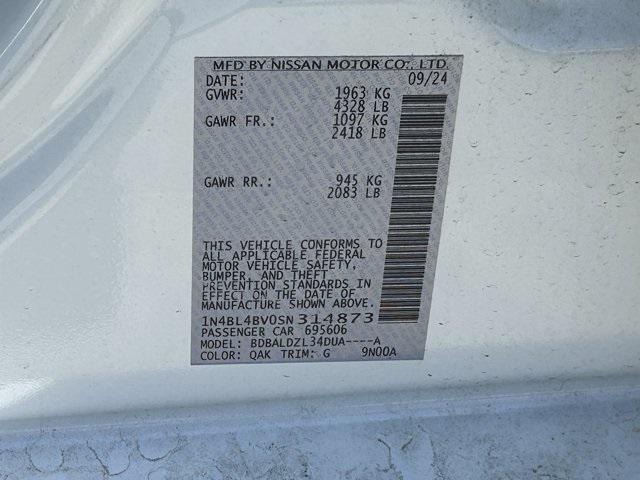 MFD BY NISSAN MOTOR CO., LTD.
DATE: 09/24
GVWR: 1963 KG
4328 LB
GAWR FR.: 1097 KG
2418 LB
GAWR RR.: 945 KG
2083 LB
THIS VEHICLE CONFORMS TO
ALL APPLICABLE FEDERAL
MOTOR VEHICLE SAFETY,
BUMPER, AND THEFT
PREVENTION STANDARDS IN
EFFECT ON THE DATE OF
MANUFACTURE SHOWN ABOVE.
1N4BL4BV0SN314873
PASSENGER CAR 695606
MODEL: BDBALDZL34DUA----A
COLOR: QAK TRIM: G 9N00A